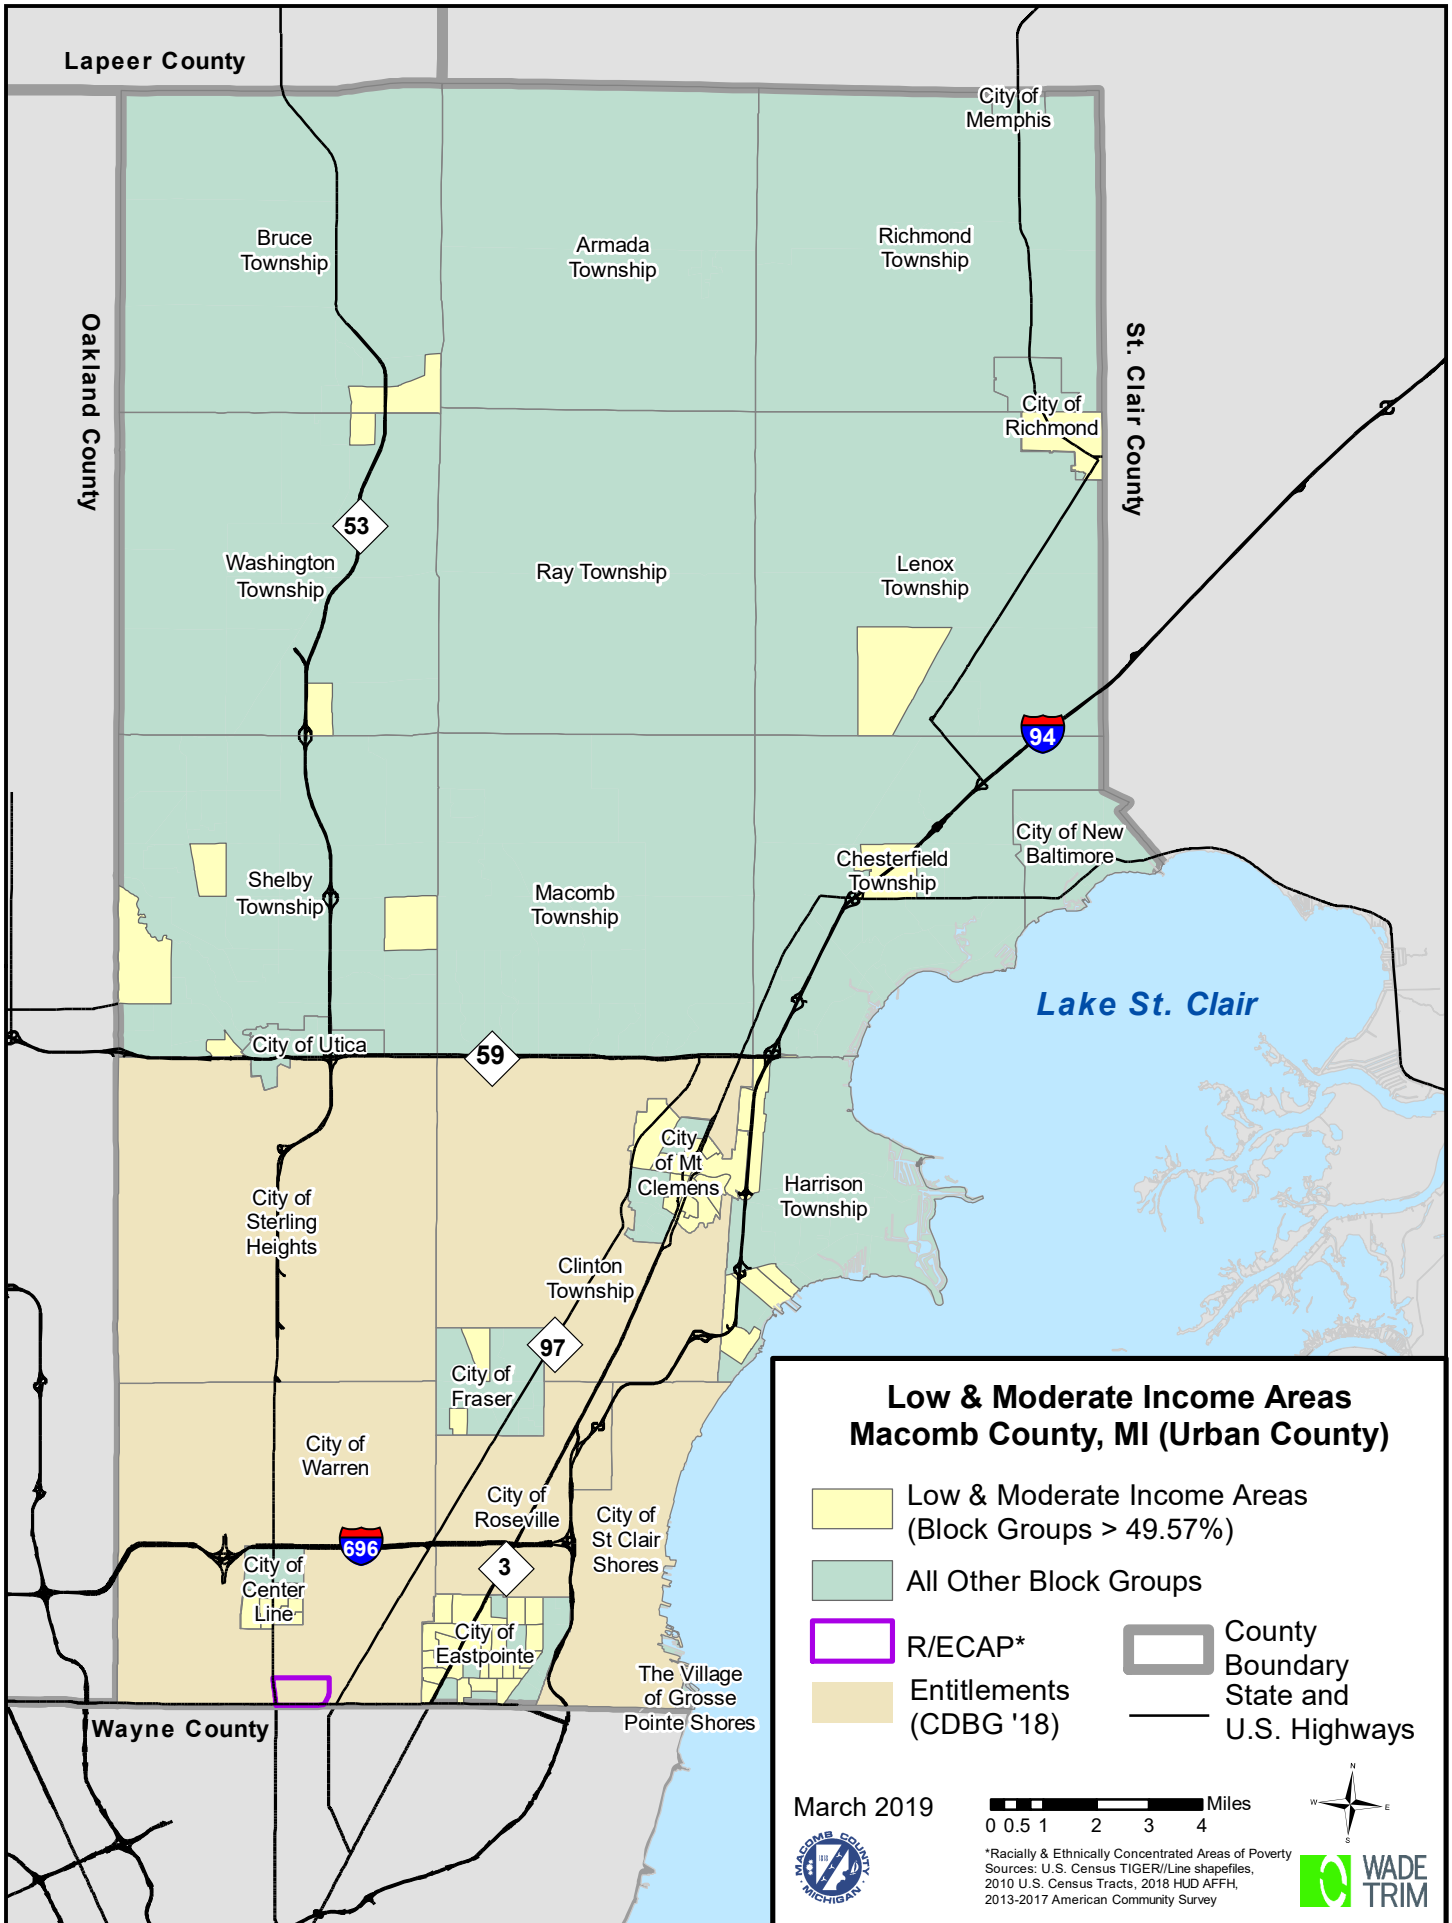 Lapeer County
City of
Memphis
Bruce
Township
Armada
Township
Richmond
Township
Oakland County
St. Clair County
City of
Richmond
53
Washington
Township
Ray Township
Lenox
Township
94
City of New
Baltimore
Chesterfield
Township
Shelby
Township
Macomb
Township
Lake St. Clair
City of Utica
59
City
of Mt
Clemens
Harrison
Township
City of
Sterling
Heights
Clinton
Township
97
City of
Fraser
City of
Warren
City of
Roseville
City of
St Clair
Shores
696
3
City of
Center
Line
City of
Eastpointe
The Village
of Grosse
Pointe Shores
Wayne County
Low & Moderate Income Areas
Macomb County, MI (Urban County)
Low & Moderate Income Areas
(Block Groups > 49.57%)
All Other Block Groups
R/ECAP*
County
Boundary
Entitlements
(CDBG '18)
State and
U.S. Highways
March 2019
Miles
0 0.5 1 2 3 4
N
W E
S
*Racially & Ethnically Concentrated Areas of Poverty
Sources: U.S. Census TIGER//Line shapefiles,
2010 U.S. Census Tracts, 2018 HUD AFFH,
2013-2017 American Community Survey
MACOMB COUNTY
1818
MICHIGAN
WADE
TRIM